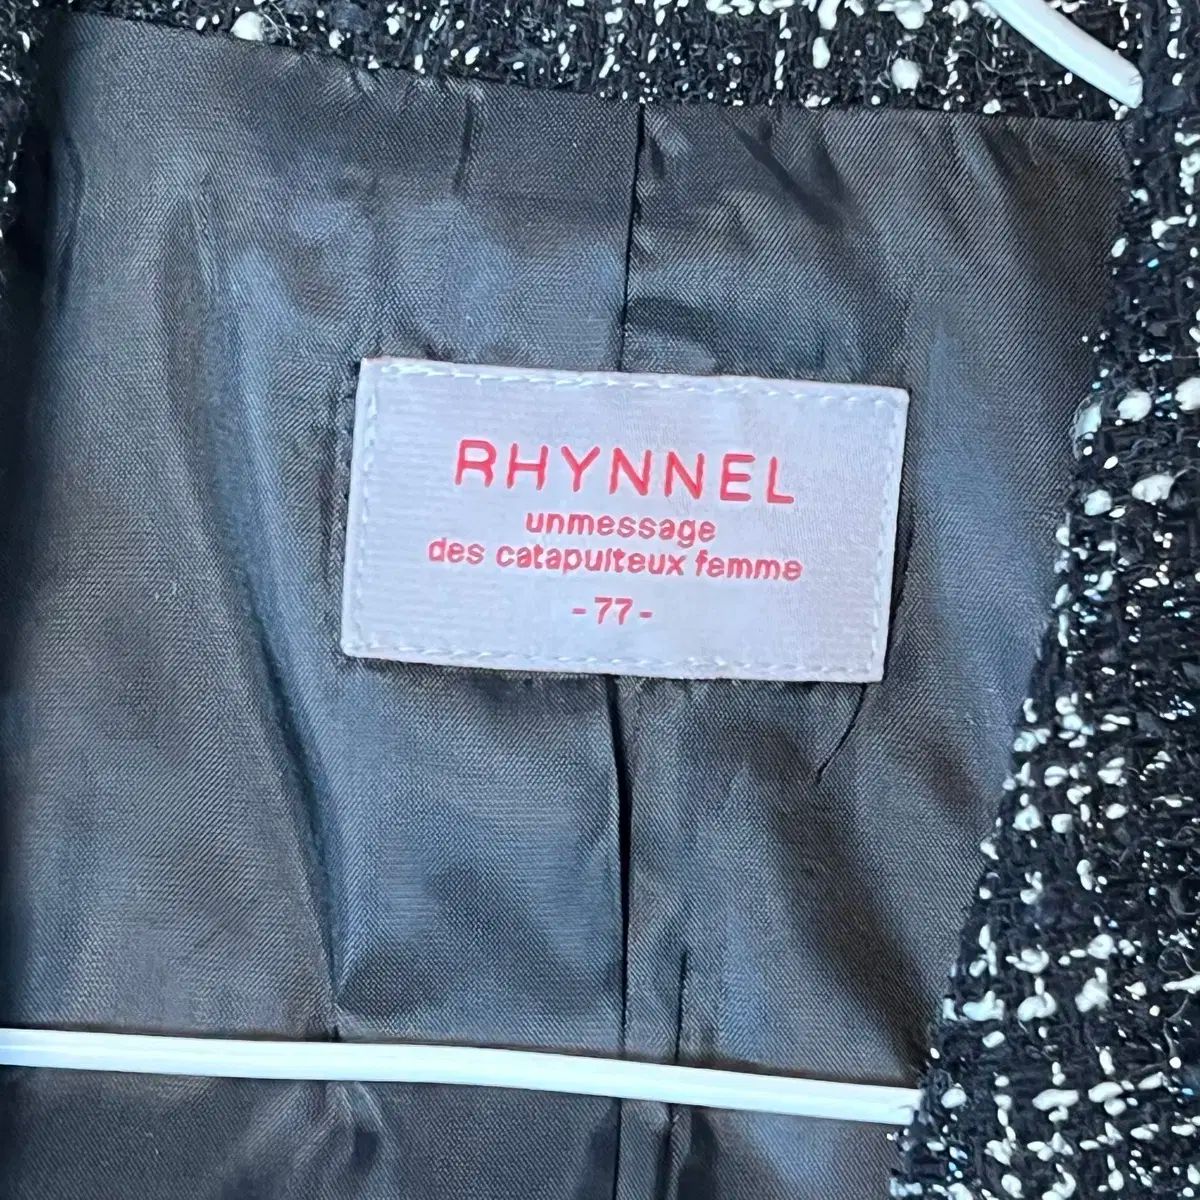 RHYNNEL
unmessage
des catapulteux femme
-77-